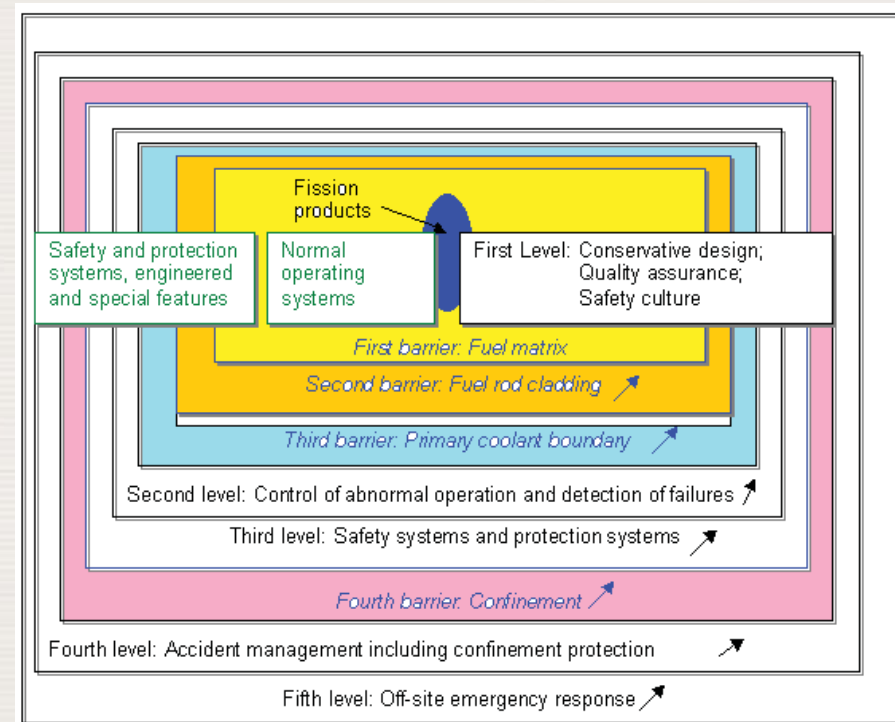 Fission
products
Safety and protection
systems, engineered
and special features
Normal
operating
systems
First Level: Conservative design;
Quality assurance;
Safety culture
First barrier: Fuel matrix
Second barrier: Fuel rod cladding
Third barrier: Primary coolant boundary
Second level: Control of abnormal operation and detection of failures
Third level: Safety systems and protection systems
Fourth barrier: Confinement
Fourth level: Accident management including confinement protection
Fifth level: Off-site emergency response